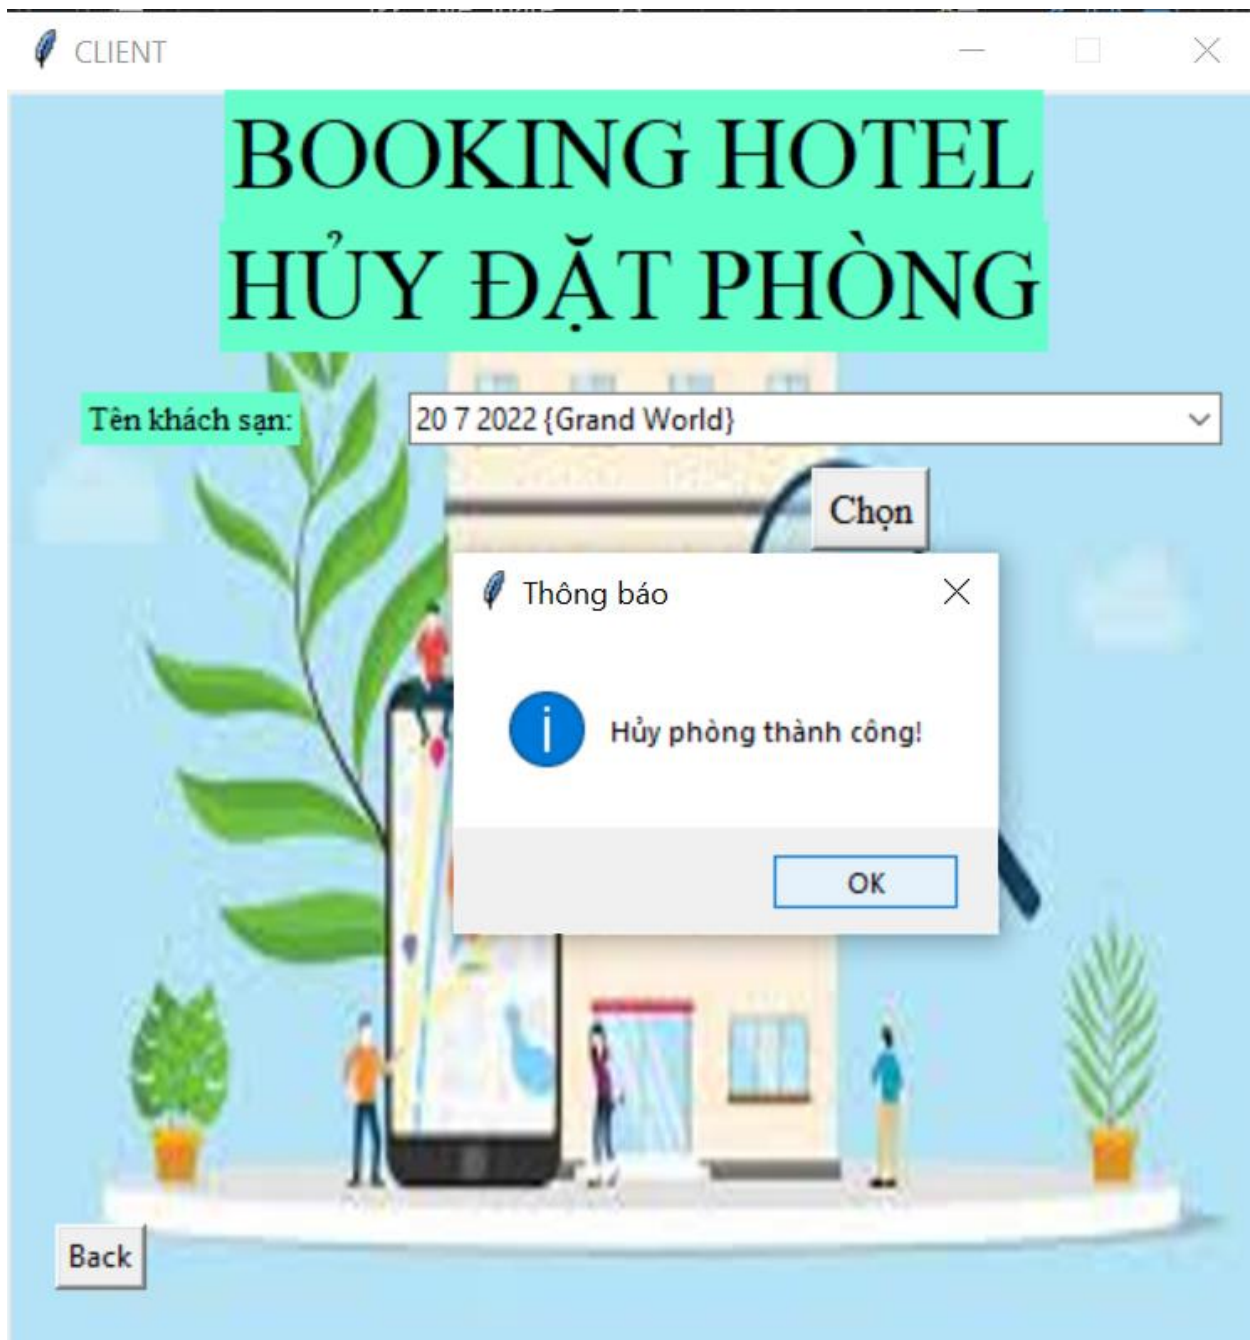 CLIENT
BOOKING HOTEL
HỦY ĐẶT PHÒNG
Tên khách sạn:
20 7 2022 {Grand World}
Chọn
Thông báo
Hủy phòng thành công!
OK
Back